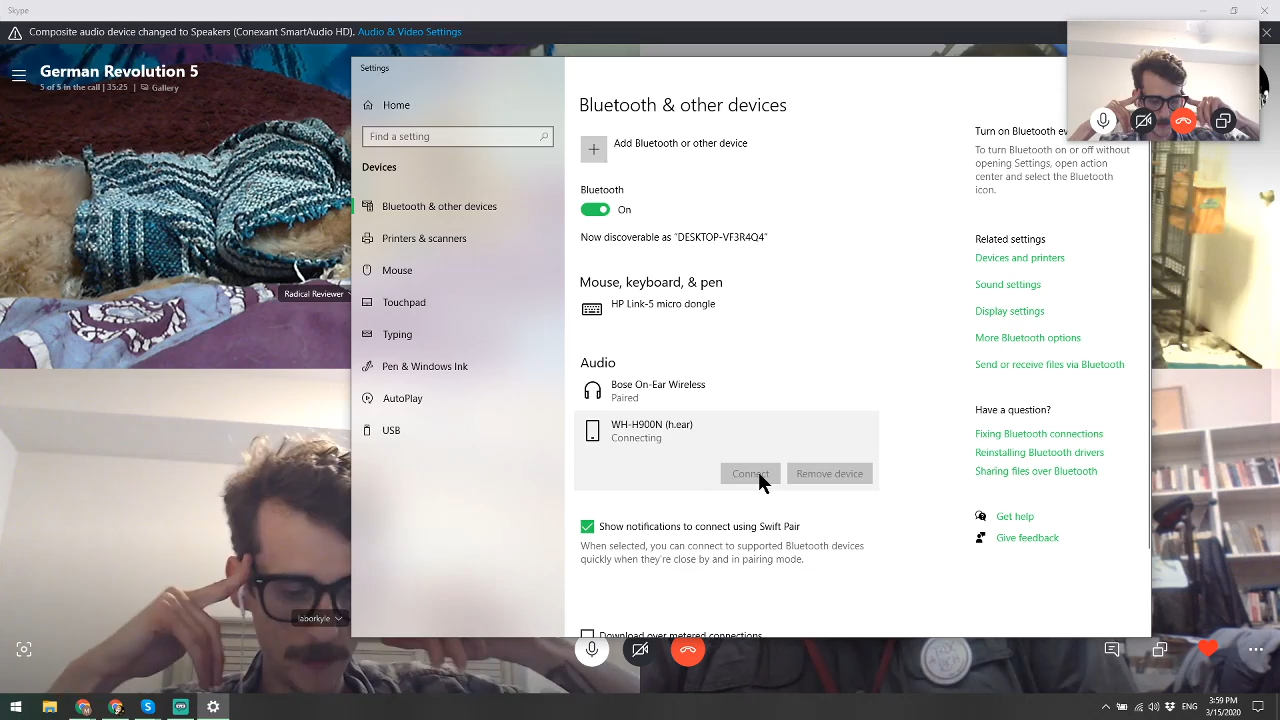 Skype
Composite audio device changed to Speakers (Conexant SmartAudio HD). Audio & Video Settings
German Revolution 5
5 of 5 in the call | 35:25 | Gallery
Radical Reviewer
laborkyle
Settings
Home
Find a setting
Devices
Bluetooth & other devices
Printers & scanners
Mouse
Touchpad
Typing
Pen & Windows Ink
AutoPlay
USB
Bluetooth & other devices
Add Bluetooth or other device
Bluetooth
On
Now discoverable as "DESKTOP-VF3R4Q4"
Mouse, keyboard, & pen
HP Link-5 micro dongle
Audio
Bose On-Ear Wireless
Paired
WH-H900N (h.ear)
Connecting
Connect Remove device
Show notifications to connect using Swift Pair
When selected, you can connect to supported Bluetooth devices
quickly when they're close by and in pairing mode.
Download over metered connections
Turn on Bluetooth
To turn Bluetooth on or off without
opening Settings, open action
center and select the Bluetooth
icon.
Related settings
Devices and printers
Sound settings
Display settings
More Bluetooth options
Send or receive files via Bluetooth
Have a question?
Fixing Bluetooth connections
Reinstalling Bluetooth drivers
Sharing files over Bluetooth
Get help
Give feedback
ENG
3:59 PM
3/15/2020